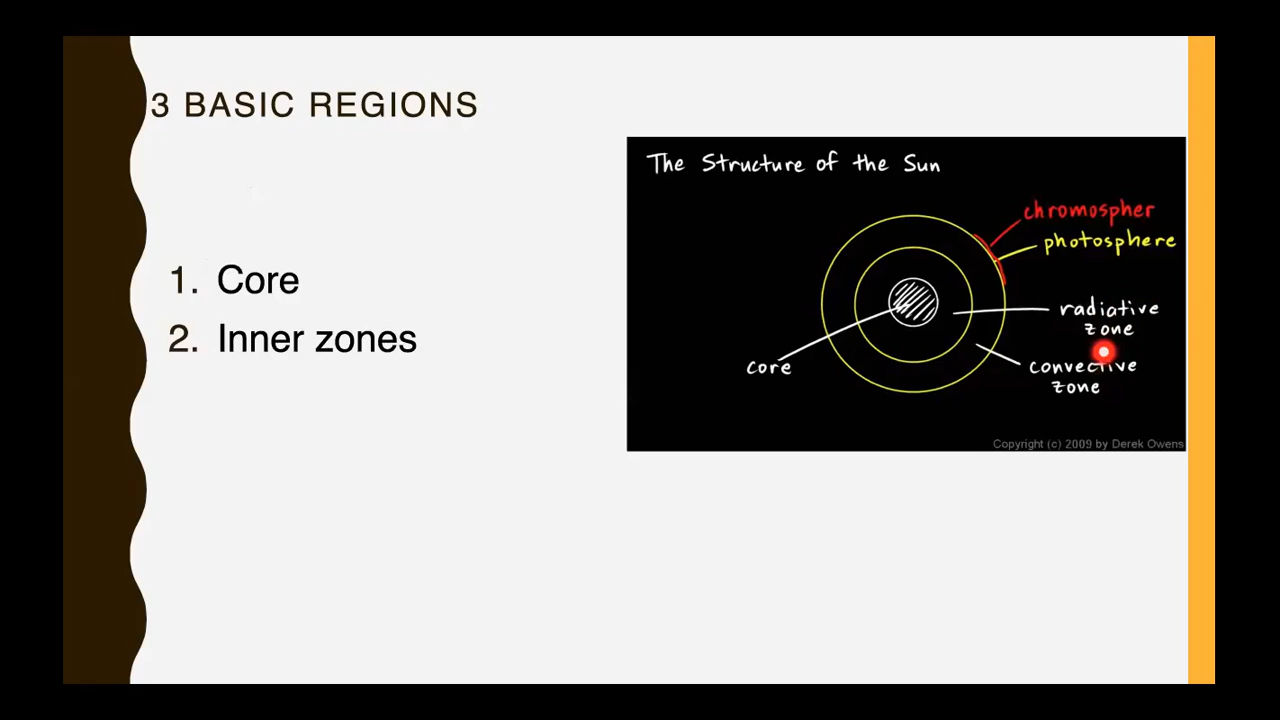 3 BASIC REGIONS
1. Core
2. Inner zones
The Structure of the Sun
chromospher
photosphere
radiative
zone
convective
zone
core
Copyright (c) 2009 by Derek Owens